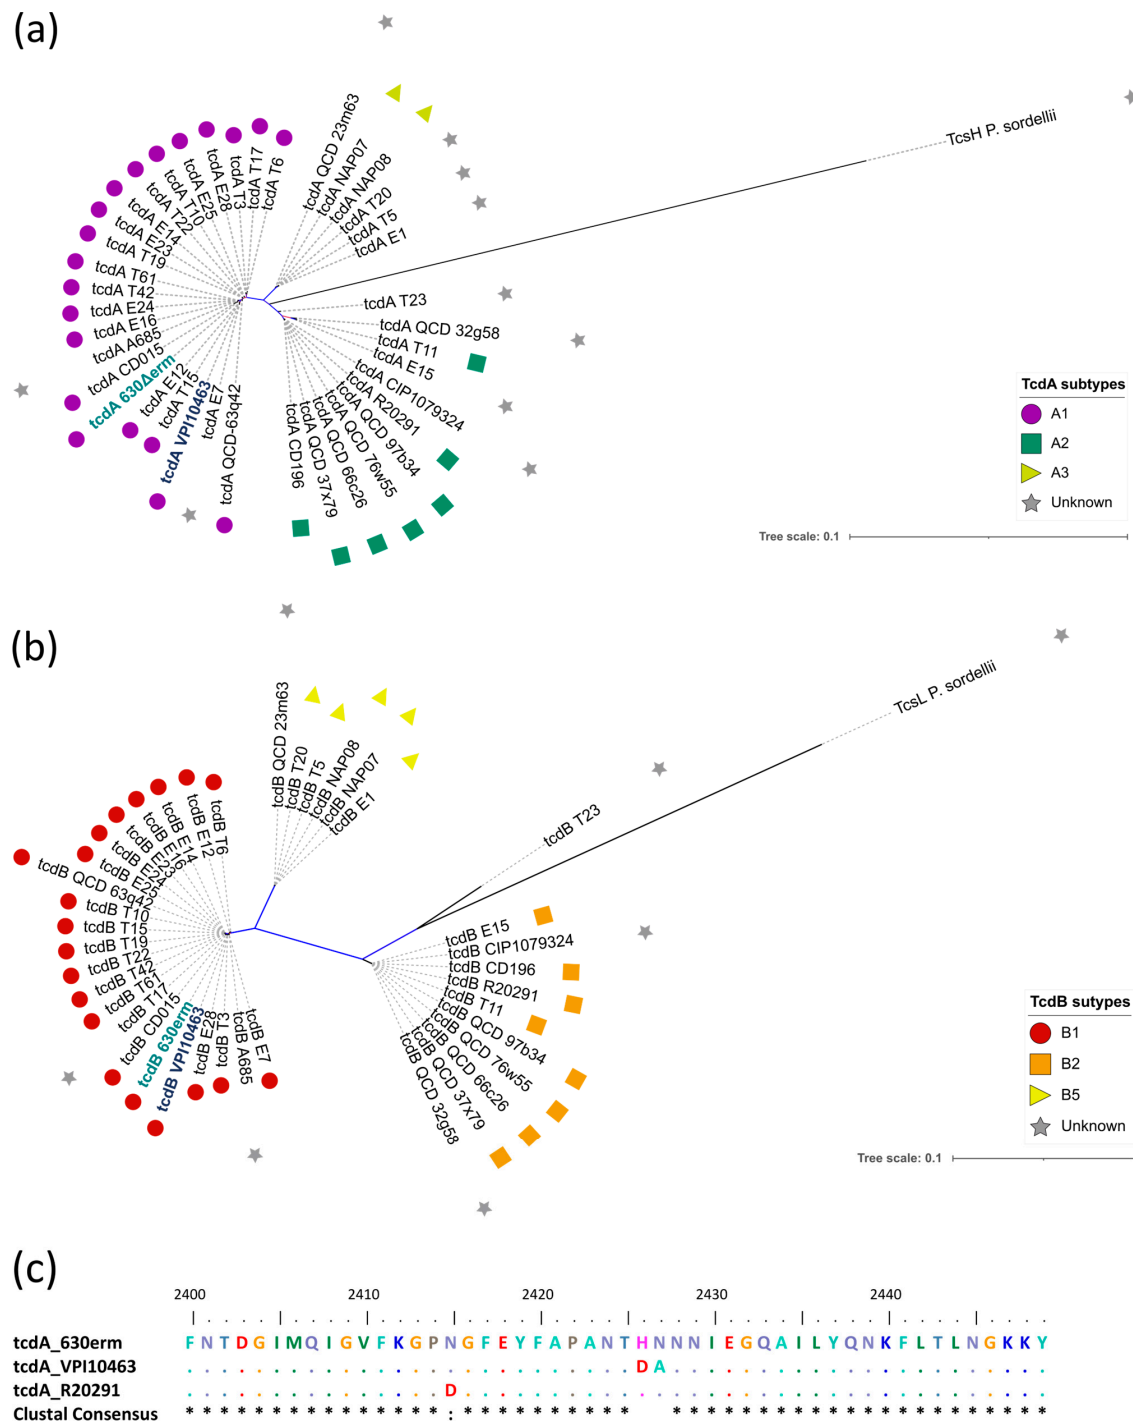 (a)
TcsH P. sordellii
tcdA T6
tcdA T17
tcdA T3
tcdA E28
tcdA E25
tcdA T10
tcdA T22
tcdA E14
tcdA E23
tcdA T19
tcdA T61
tcdA T42
tcdA E24
tcdA E16
tcdA A685
tcdA CD015
tcdA 630Δerm
tcdA E12
tcdA T15
tcdA VPI10463
tcdA E7
tcdA QCD-63q42
tcdA QCD 23m63
tcdA NAP07
tcdA NAP08
tcdA T20
tcdA T5
tcdA E1
tcdA T23
tcdA QCD 32g58
tcdA T11
tcdA E15
tcdA CIP1079324
tcdA R20291
tcdA QCD 97b34
tcdA QCD 76w55
tcdA QCD 66c26
tcdA QCD 37x79
tcdA CD196
TcdA subtypes
A1
A2
A3
Unknown
Tree scale: 0.1
(b)
TcsL P. sordellii
tcdB QCD 23m63
tcdB T20
tcdB T5
tcdB NAP08
tcdB NAP07
tcdB E1
tcdB T23
tcdB T6
tcdB E12
tcdB E14
tcdB E16
tcdB E23
tcdB E24
tcdB E25
tcdB QCD 63q42
tcdB T10
tcdB T15
tcdB T19
tcdB T22
tcdB T42
tcdB T61
tcdB T17
tcdB CD015
tcdB 630erm
tcdB VPI10463
tcdB E28
tcdB T3
tcdB A685
tcdB E7
tcdB E15
tcdB CIP1079324
tcdB CD196
tcdB R20291
tcdB T11
tcdB QCD 97b34
tcdB QCD 76w55
tcdB QCD 66c26
tcdB QCD 37x79
tcdB QCD 32g58
TcdB sutypes
B1
B2
B5
Unknown
Tree scale: 0.1
(c)
2400 2410 2420 2430 2440
tcdA_630erm F N T D G I M Q I G V F K G P N G F E Y F A P A N T H N N N I E G Q A I L Y Q N K F L T L N G K K Y
tcdA_VPI10463 . . . . . . . . . . . . . . . . . . . . . . . . . . D A . . . . . . . . . . . . . . . . . . . . . .
tcdA_R20291 . . . . . . . . . . . . . . . D . . . . . . . . . . . . . . . . . . . . . . . . . . . . . . . . . .
Clustal Consensus * * * * * * * * * * * * * * * : * * * * * * * * * *     * * * * * * * * * * * * * * * * * * * * * *